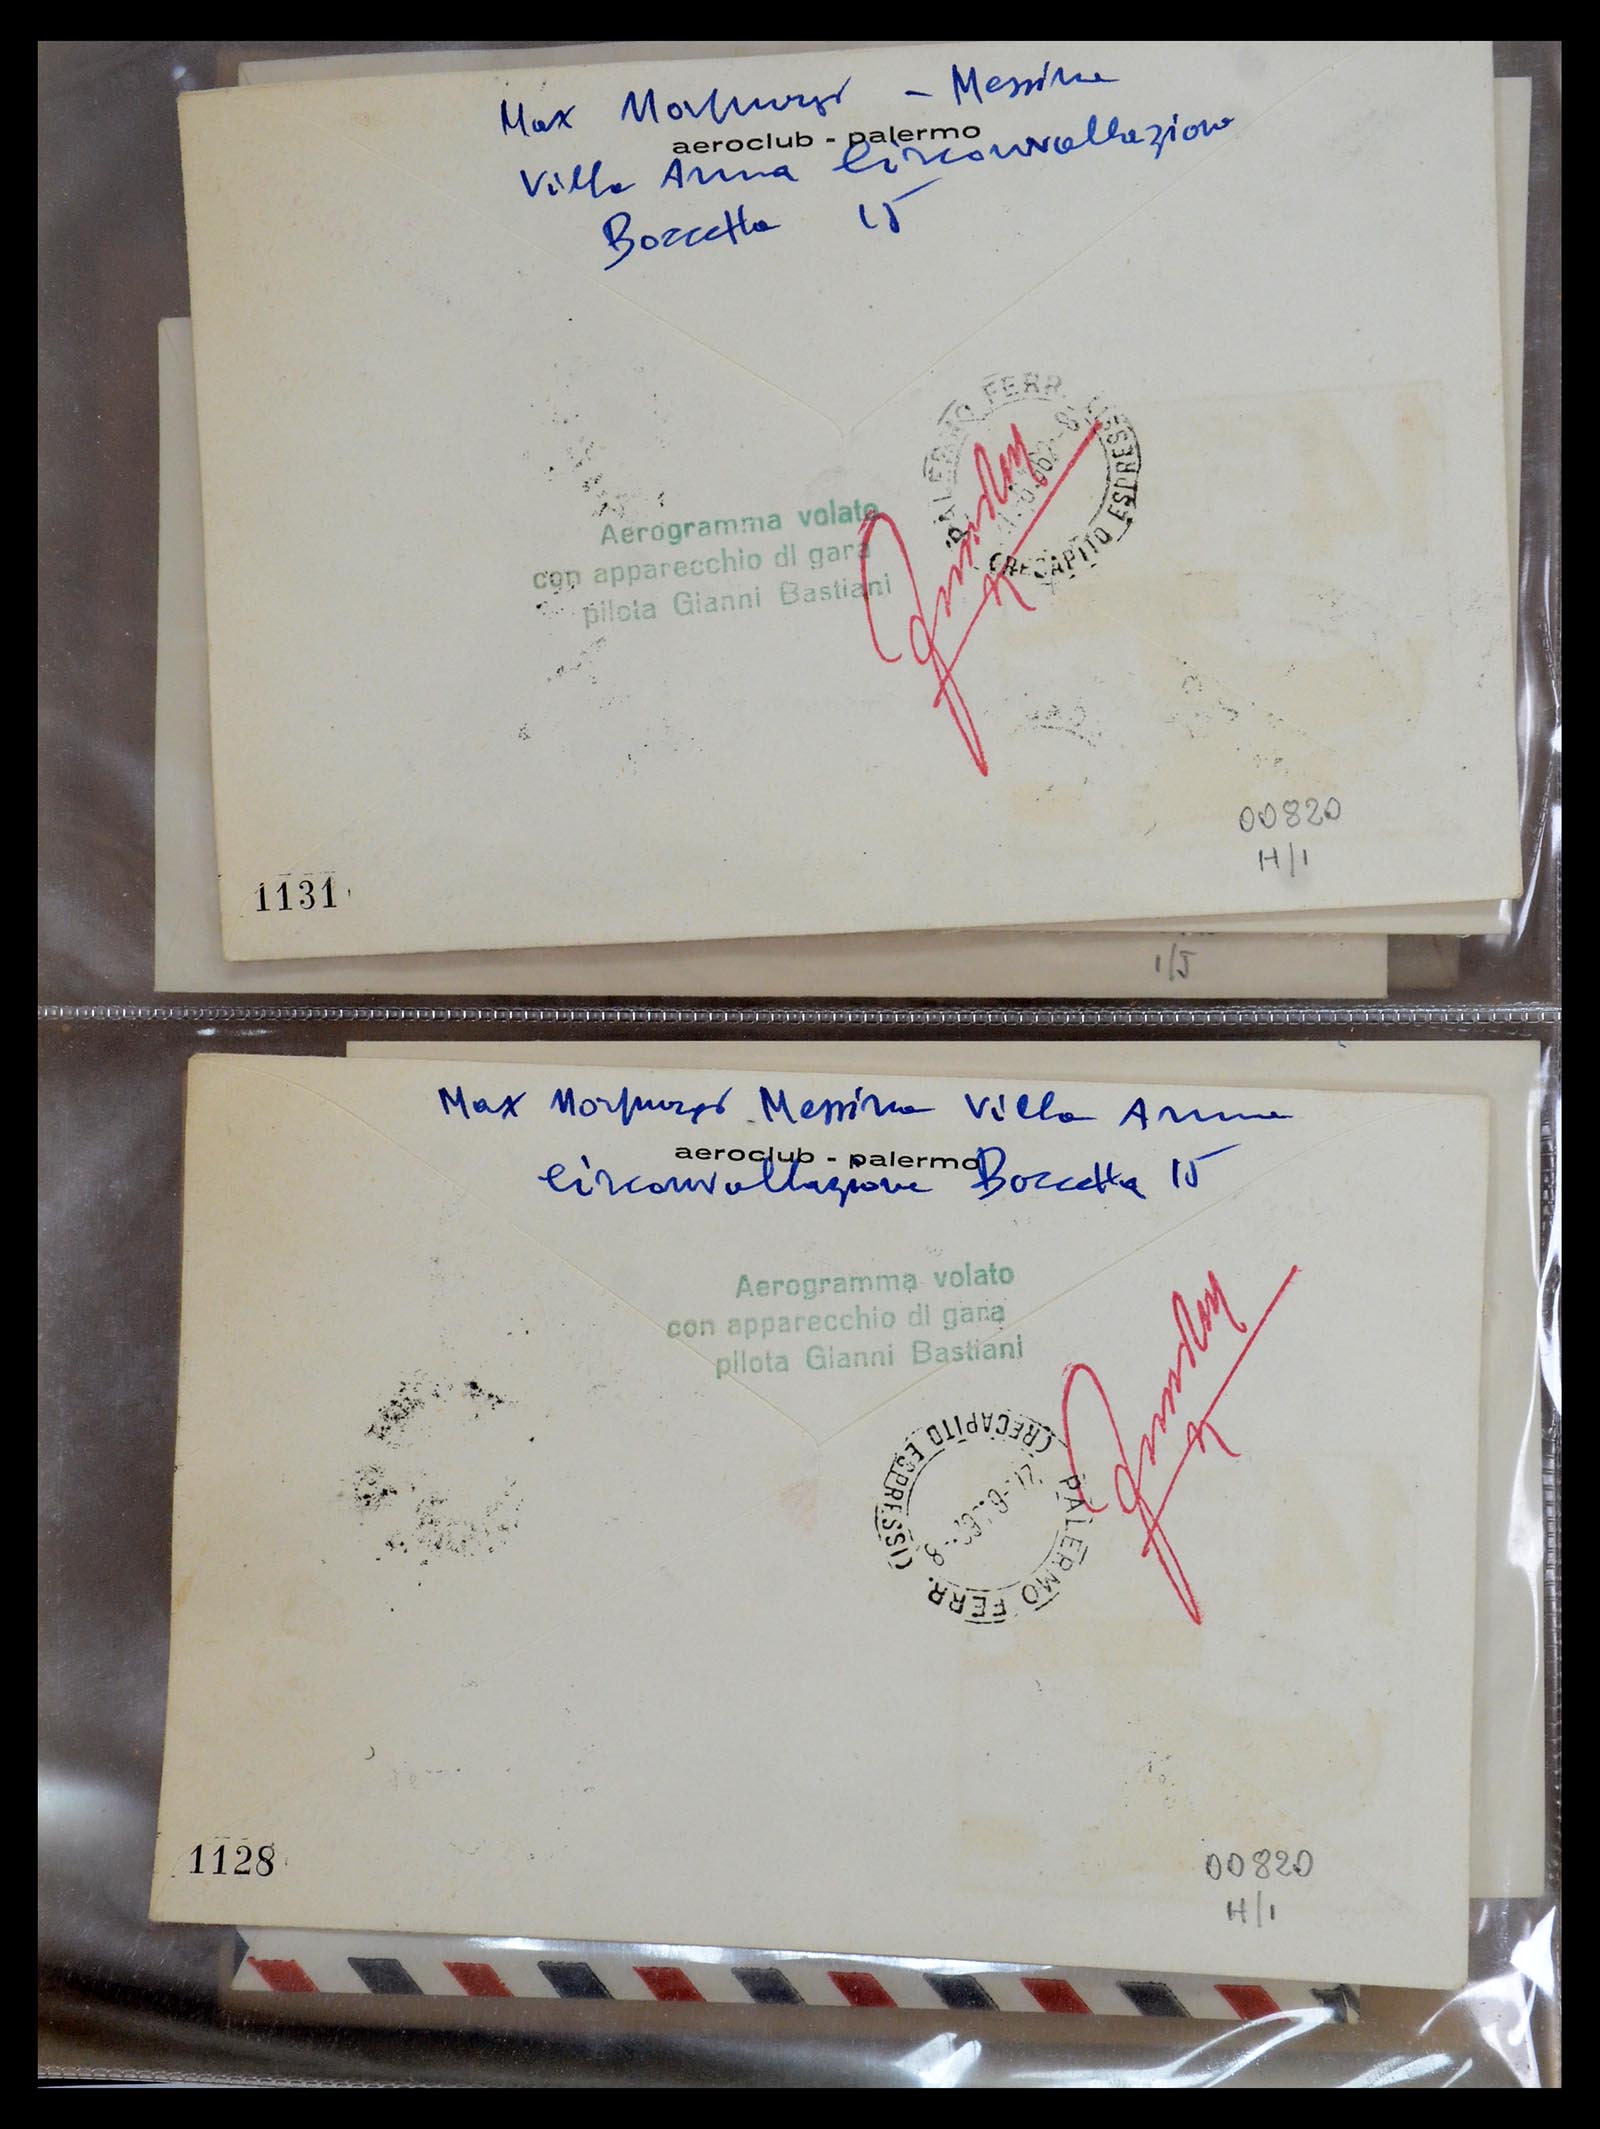 Max Morpurgo - Messina
aeroclub - palermo
Villa Anna Circonvallazione
Boccetta 15
PALERMO FERR.
(RECAPITO ESPRESSI)
Aerogramma volato
con apparecchio di gara
pilota Gianni Bastiani
00820
H/1
1131
1/J
Max Morpurgo Messina Villa Anna
aeroclub - palermo
Circonvallazione Boccetta 15
Aerogramma volato
con apparecchio di gara
pilota Gianni Bastiani
PALERMO FERR.
(RECAPITO ESPRESSI)
1128
00820
H/1